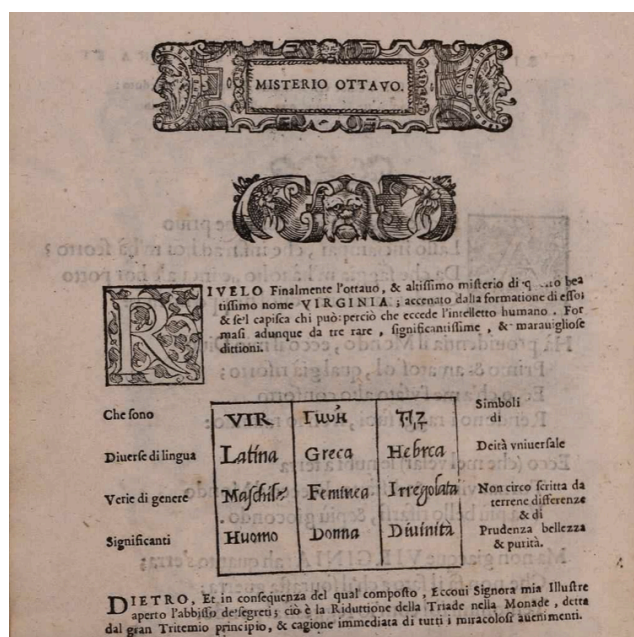 MISTERIO OTTAVO.
RIVELO Finalmente l'ottauo, & altissimo misterio di bea
tissimo nome VIRGINIA; accenato dalla formatione di esso:
& se'l capisca chi può: perciò che eccede l'intelletto humano. For
masi adunque da tre rare, significantissime, & marauigliose
dittioni.
Che sono VIR Γυνὴ Simboli
di
Diuerse di lingua Latina Greca Hebrea Deità vniuersale
Verie di genere Maschile Feminea Irregolata Non circo scritta da
terrene differenze
& di
Significanti Huomo Donna Diuinità Prudenza bellezza
& purità.
DIETRO, Et in consequenza del qual composto, Eccoui Signora mia Illustre
aperto l'abbisso de segreti; ciò è la Riduttione della Triade nella Monade, detta
dal gran Tritemio principio, & cagione immediata di tutti i miracolosi auenimenti.